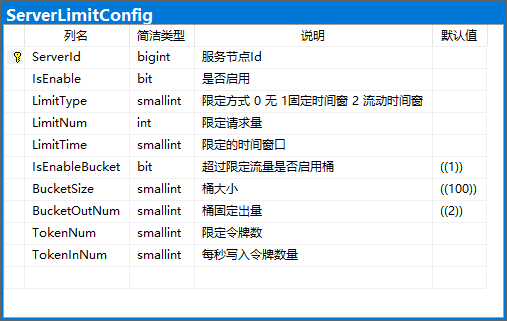 ServerLimitConfig
列名 简洁类型 说明 默认值
ServerId bigint 服务节点Id
IsEnable bit 是否启用
LimitType smallint 限定方式 0 无 1固定时间窗 2 流动时间窗
LimitNum int 限定请求量
LimitTime smallint 限定的时间窗口
IsEnableBucket bit 超过限定流量是否启用桶 ((1))
BucketSize smallint 桶大小 ((100))
BucketOutNum smallint 桶固定出量 ((2))
TokenNum smallint 限定令牌数
TokenInNum smallint 每秒写入令牌数量